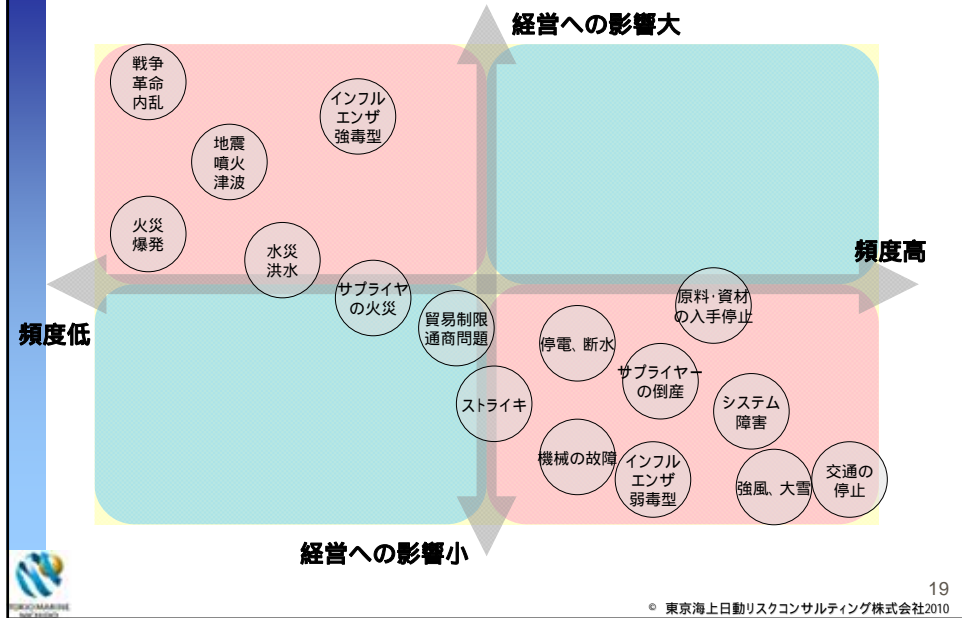 経営への影響大
戦争
革命
内乱
インフル
エンザ
強毒型
地震
噴火
津波
火災
爆発
水災
洪水
頻度高
サプライヤ
の火災
原料・資材
の入手停止
頻度低
貿易制限
通商問題
停電、断水
サプライヤー
の倒産
ストライキ
システム
障害
機械の故障
インフル
エンザ
弱毒型
強風、大雪
交通の
停止
経営への影響小
TOKIO MARINE
NICHIDO
19
© 東京海上日動リスクコンサルティング株式会社2010